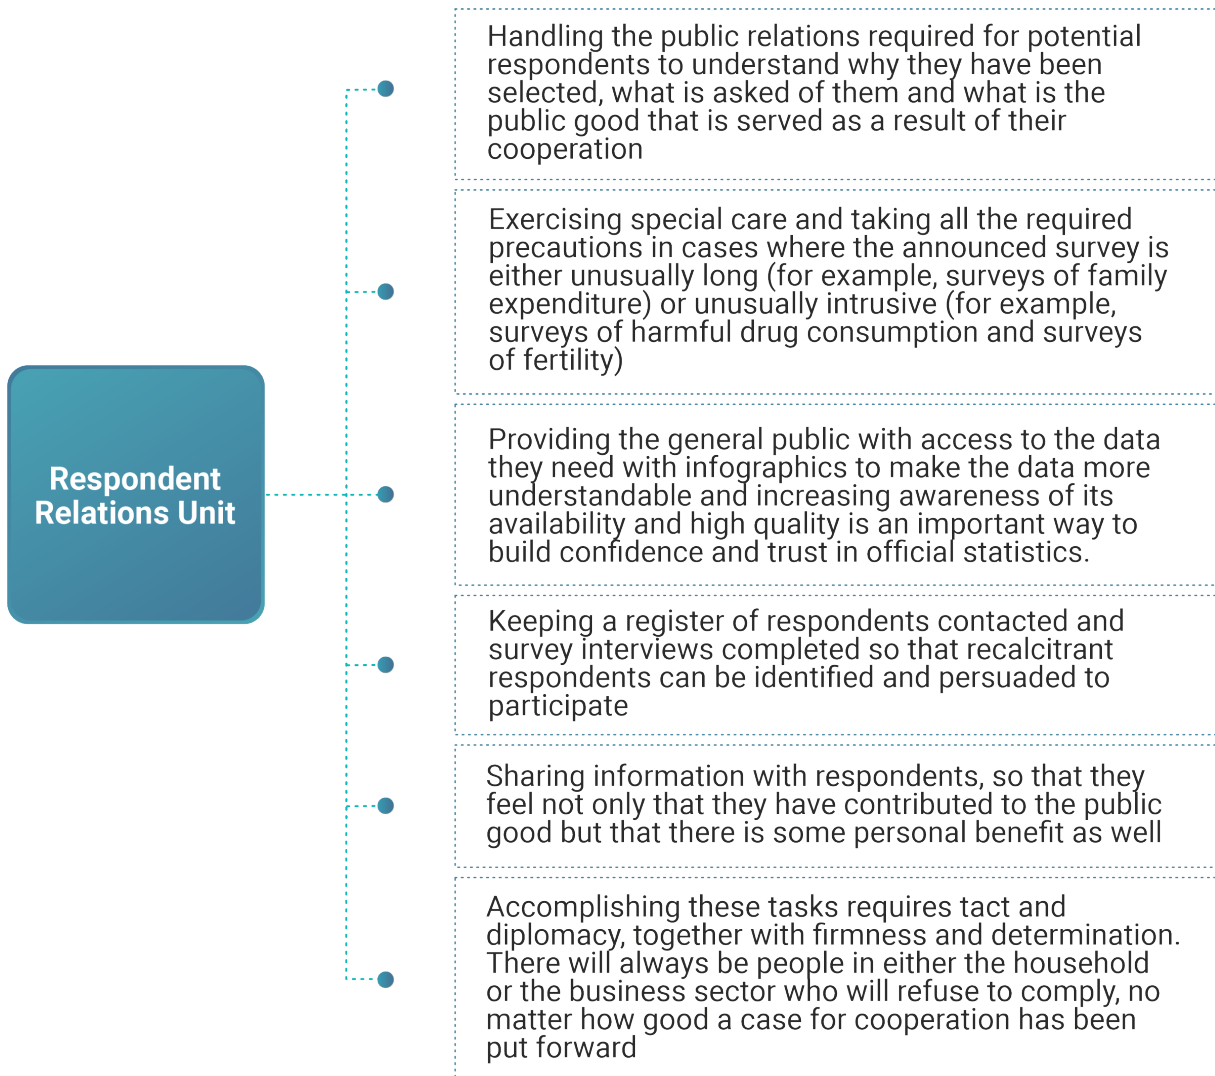 Respondent
Relations Unit
Handling the public relations required for potential
respondents to understand why they have been
selected, what is asked of them and what is the
public good that is served as a result of their
cooperation
Exercising special care and taking all the required
precautions in cases where the announced survey is
either unusually long (for example, surveys of family
expenditure) or unusually intrusive (for example,
surveys of harmful drug consumption and surveys
of fertility)
Providing the general public with access to the data
they need with infographics to make the data more
understandable and increasing awareness of its
availability and high quality is an important way to
build confidence and trust in official statistics.
Keeping a register of respondents contacted and
survey interviews completed so that recalcitrant
respondents can be identified and persuaded to
participate
Sharing information with respondents, so that they
feel not only that they have contributed to the public
good but that there is some personal benefit as well
Accomplishing these tasks requires tact and
diplomacy, together with firmness and determination.
There will always be people in either the household
or the business sector who will refuse to comply, no
matter how good a case for cooperation has been
put forward